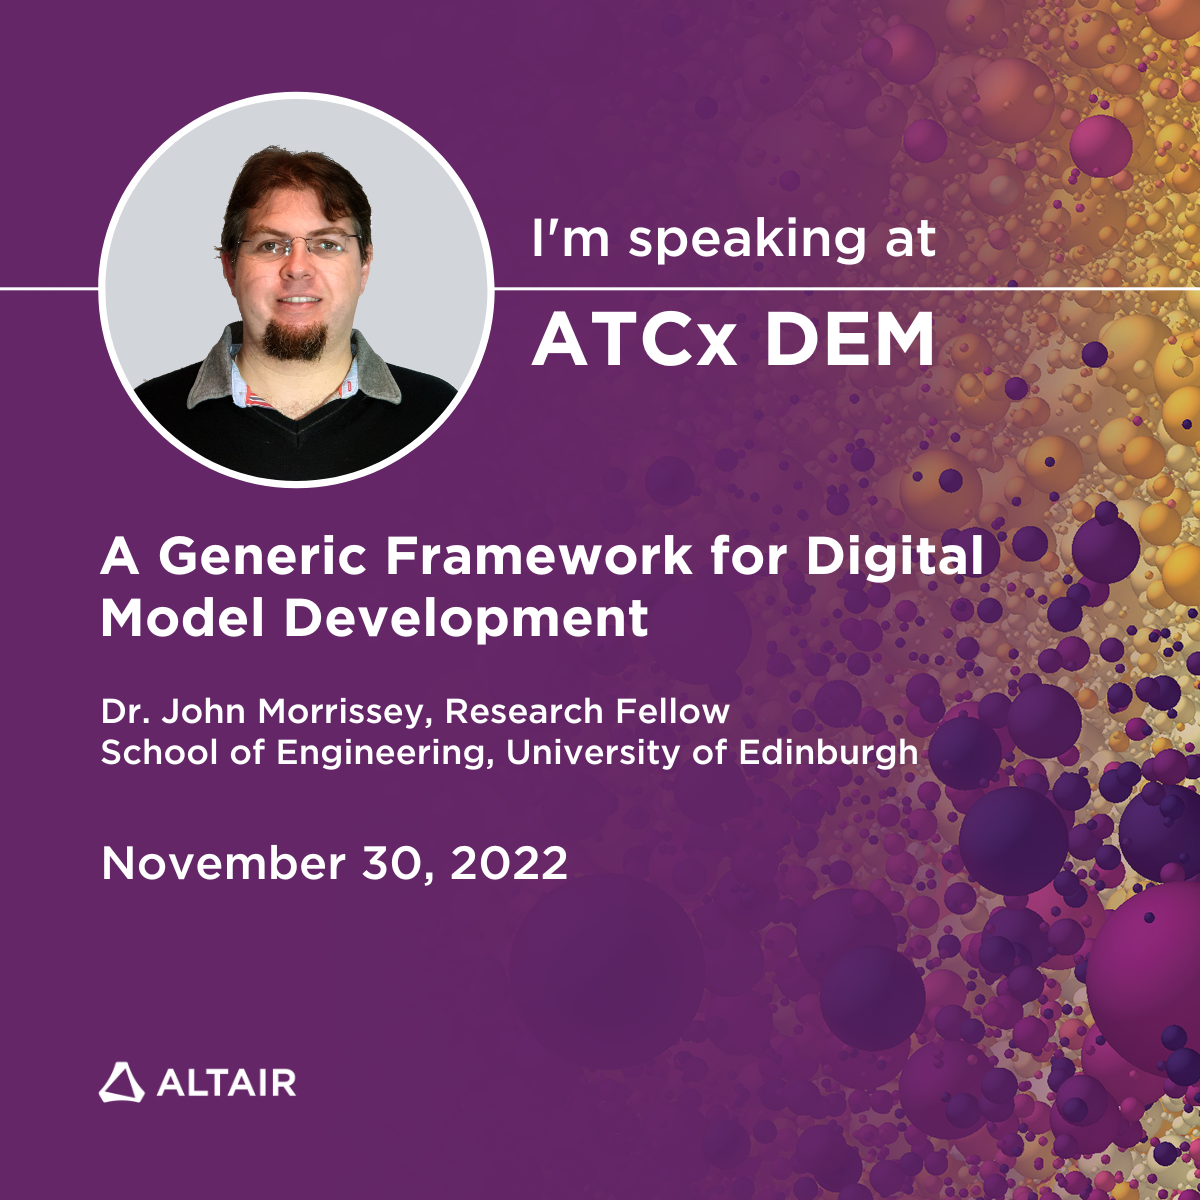 I'm speaking at
ATCx DEM
A Generic Framework for Digital
Model Development
Dr. John Morrissey, Research Fellow
School of Engineering, University of Edinburgh
November 30, 2022
ALTAIR